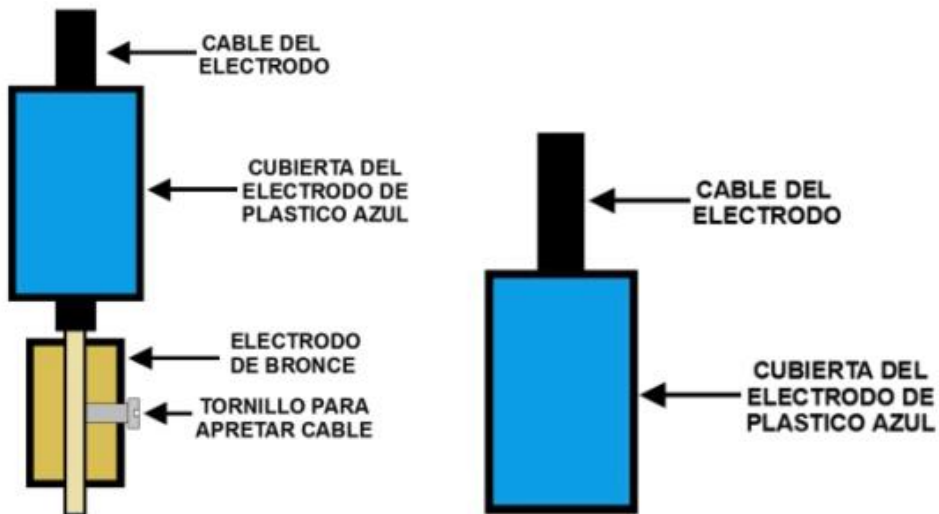 CABLE DEL
ELECTRODO
CUBIERTA DEL
ELECTRODO DE
PLASTICO AZUL
ELECTRODO
DE BRONCE
TORNILLO PARA
APRETAR CABLE
CABLE DEL
ELECTRODO
CUBIERTA DEL
ELECTRODO DE
PLASTICO AZUL